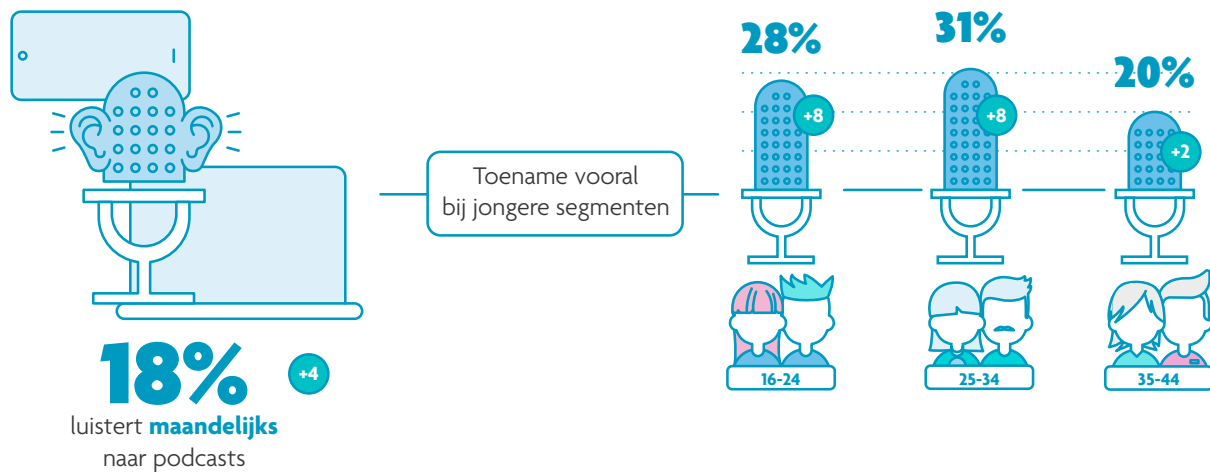 18%
+4
luistert maandelijks
naar podcasts
Toename vooral
bij jongere segmenten
28%
+8
16-24
31%
+8
25-34
20%
+2
35-44